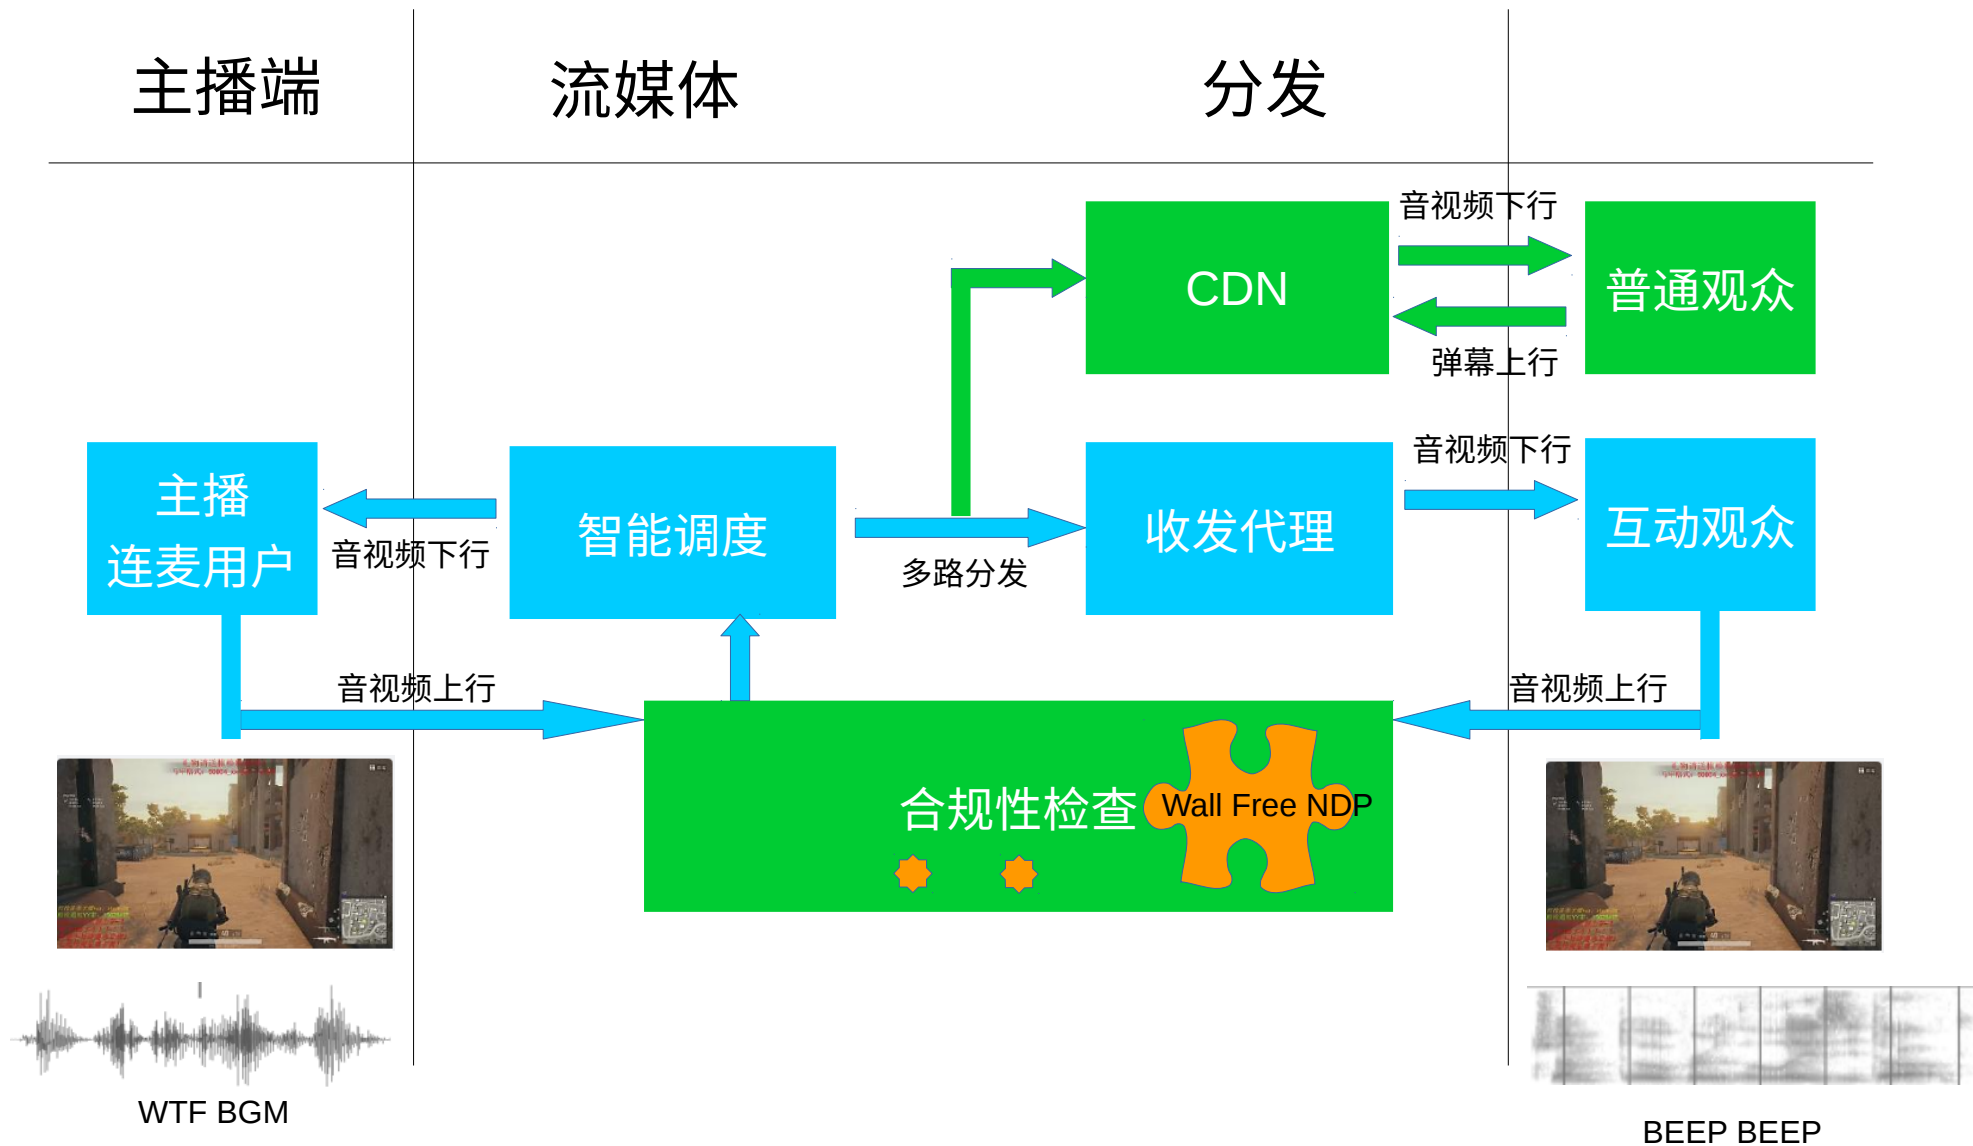 主播端
流媒体
分发
音视频下行
CDN
普通观众
弹幕上行
音视频下行
主播
连麦用户
音视频下行
智能调度
多路分发
收发代理
互动观众
音视频上行
音视频上行
合规性检查
Wall Free NDP
WTF BGM
BEEP BEEP